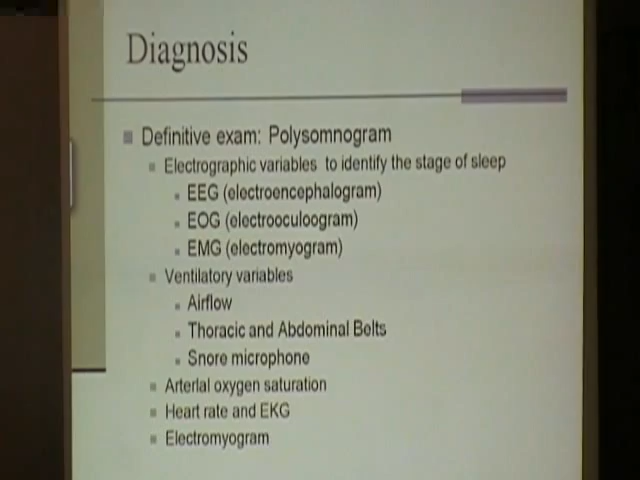 Diagnosis
Definitive exam: Polysomnogram
Electrographic variables to identify the stage of sleep
EEG (electroencephalogram)
EOG (electrooculoogram)
EMG (electromyogram)
Ventilatory variables
Airflow
Thoracic and Abdominal Belts
Snore microphone
Arterial oxygen saturation
Heart rate and EKG
Electromyogram